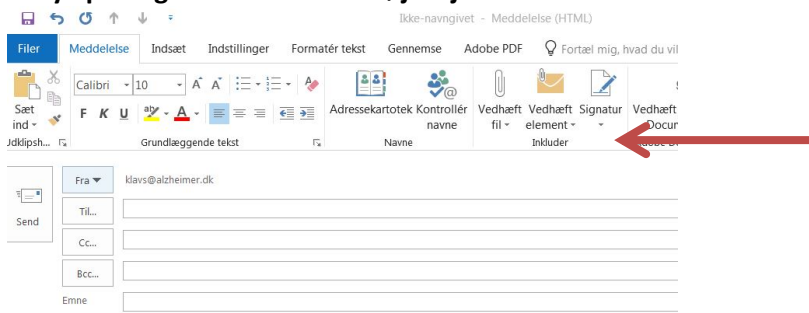 Ikke-navngivet - Meddelelse (HTML)
Filer Meddelelse Indsæt Indstillinger Formatér tekst Gennemse Adobe PDF Fortæl mig, hvad du vil
Calibri 10 A A
Sæt ind
F K U A
Adressekartotek Kontrollér navne Vedhæft fil Vedhæft element Signatur Vedhæft
Udklipsh... Grundlæggende tekst Navne Inkluder
Fra klavs@alzheimer.dk
Send
Til...
Cc...
Bcc...
Emne